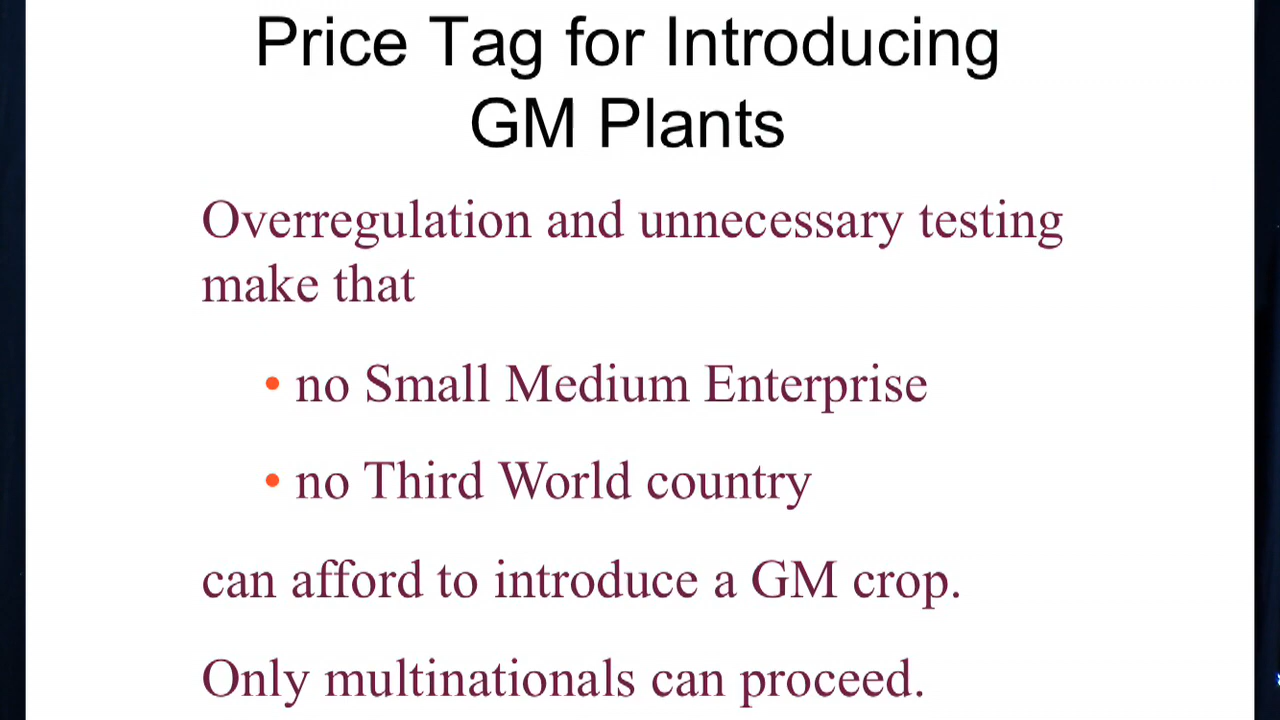 Price Tag for Introducing
GM Plants
Overregulation and unnecessary testing
make that
• no Small Medium Enterprise
• no Third World country
can afford to introduce a GM crop.
Only multinationals can proceed.